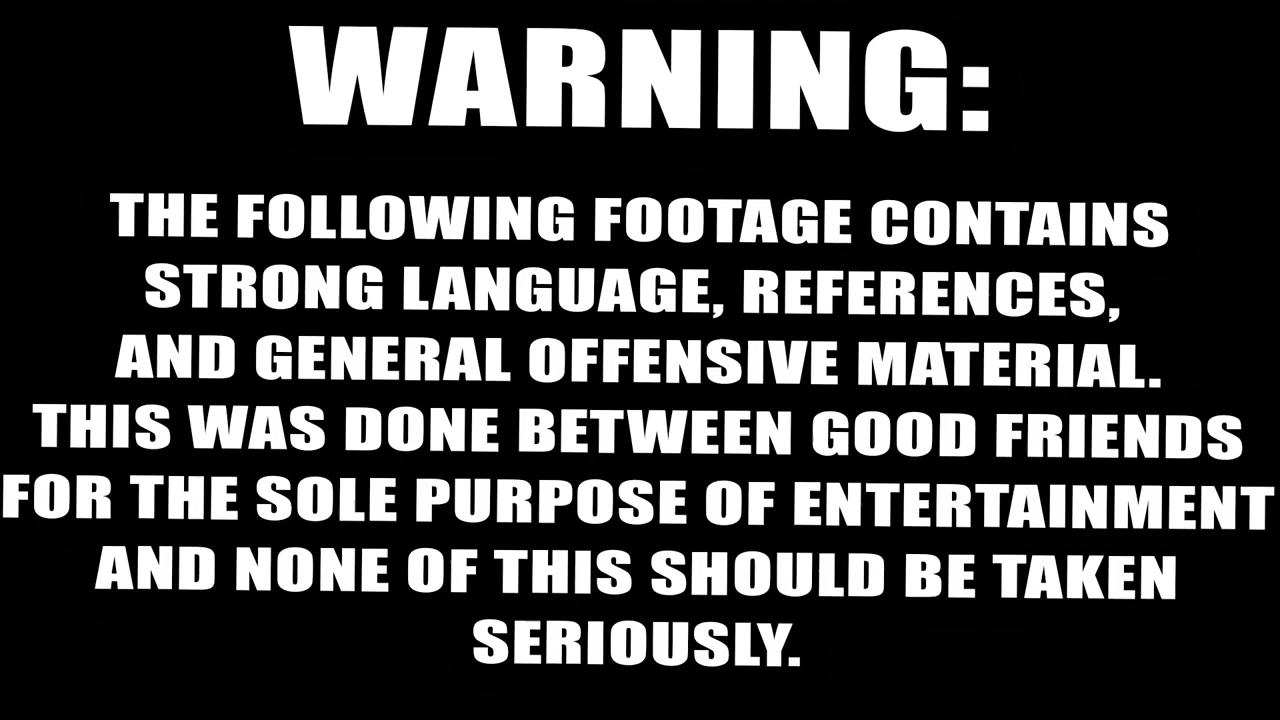 WARNING:
THE FOLLOWING FOOTAGE CONTAINS
STRONG LANGUAGE, REFERENCES,
AND GENERAL OFFENSIVE MATERIAL.
THIS WAS DONE BETWEEN GOOD FRIENDS
FOR THE SOLE PURPOSE OF ENTERTAINMENT
AND NONE OF THIS SHOULD BE TAKEN
SERIOUSLY.